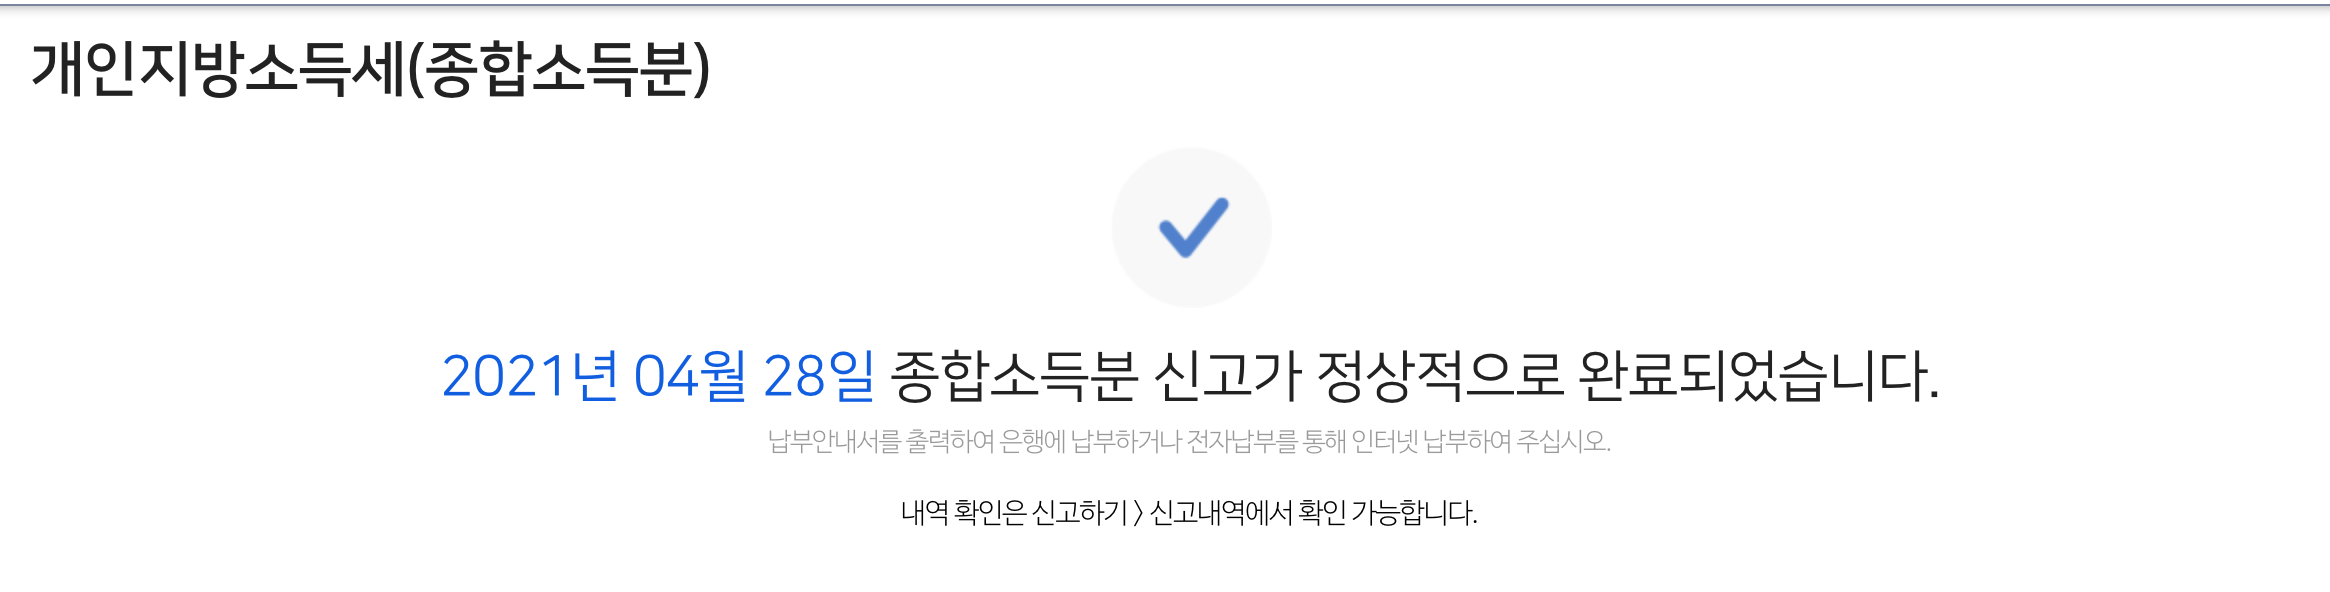 개인지방소득세(종합소득분)
2021년 04월 28일 종합소득분 신고가 정상적으로 완료되었습니다.
납부안내서를 출력하여 은행에 납부하거나 전자납부를 통해 인터넷 납부하여 주십시오.
내역 확인은 신고하기 > 신고내역에서 확인 가능합니다.